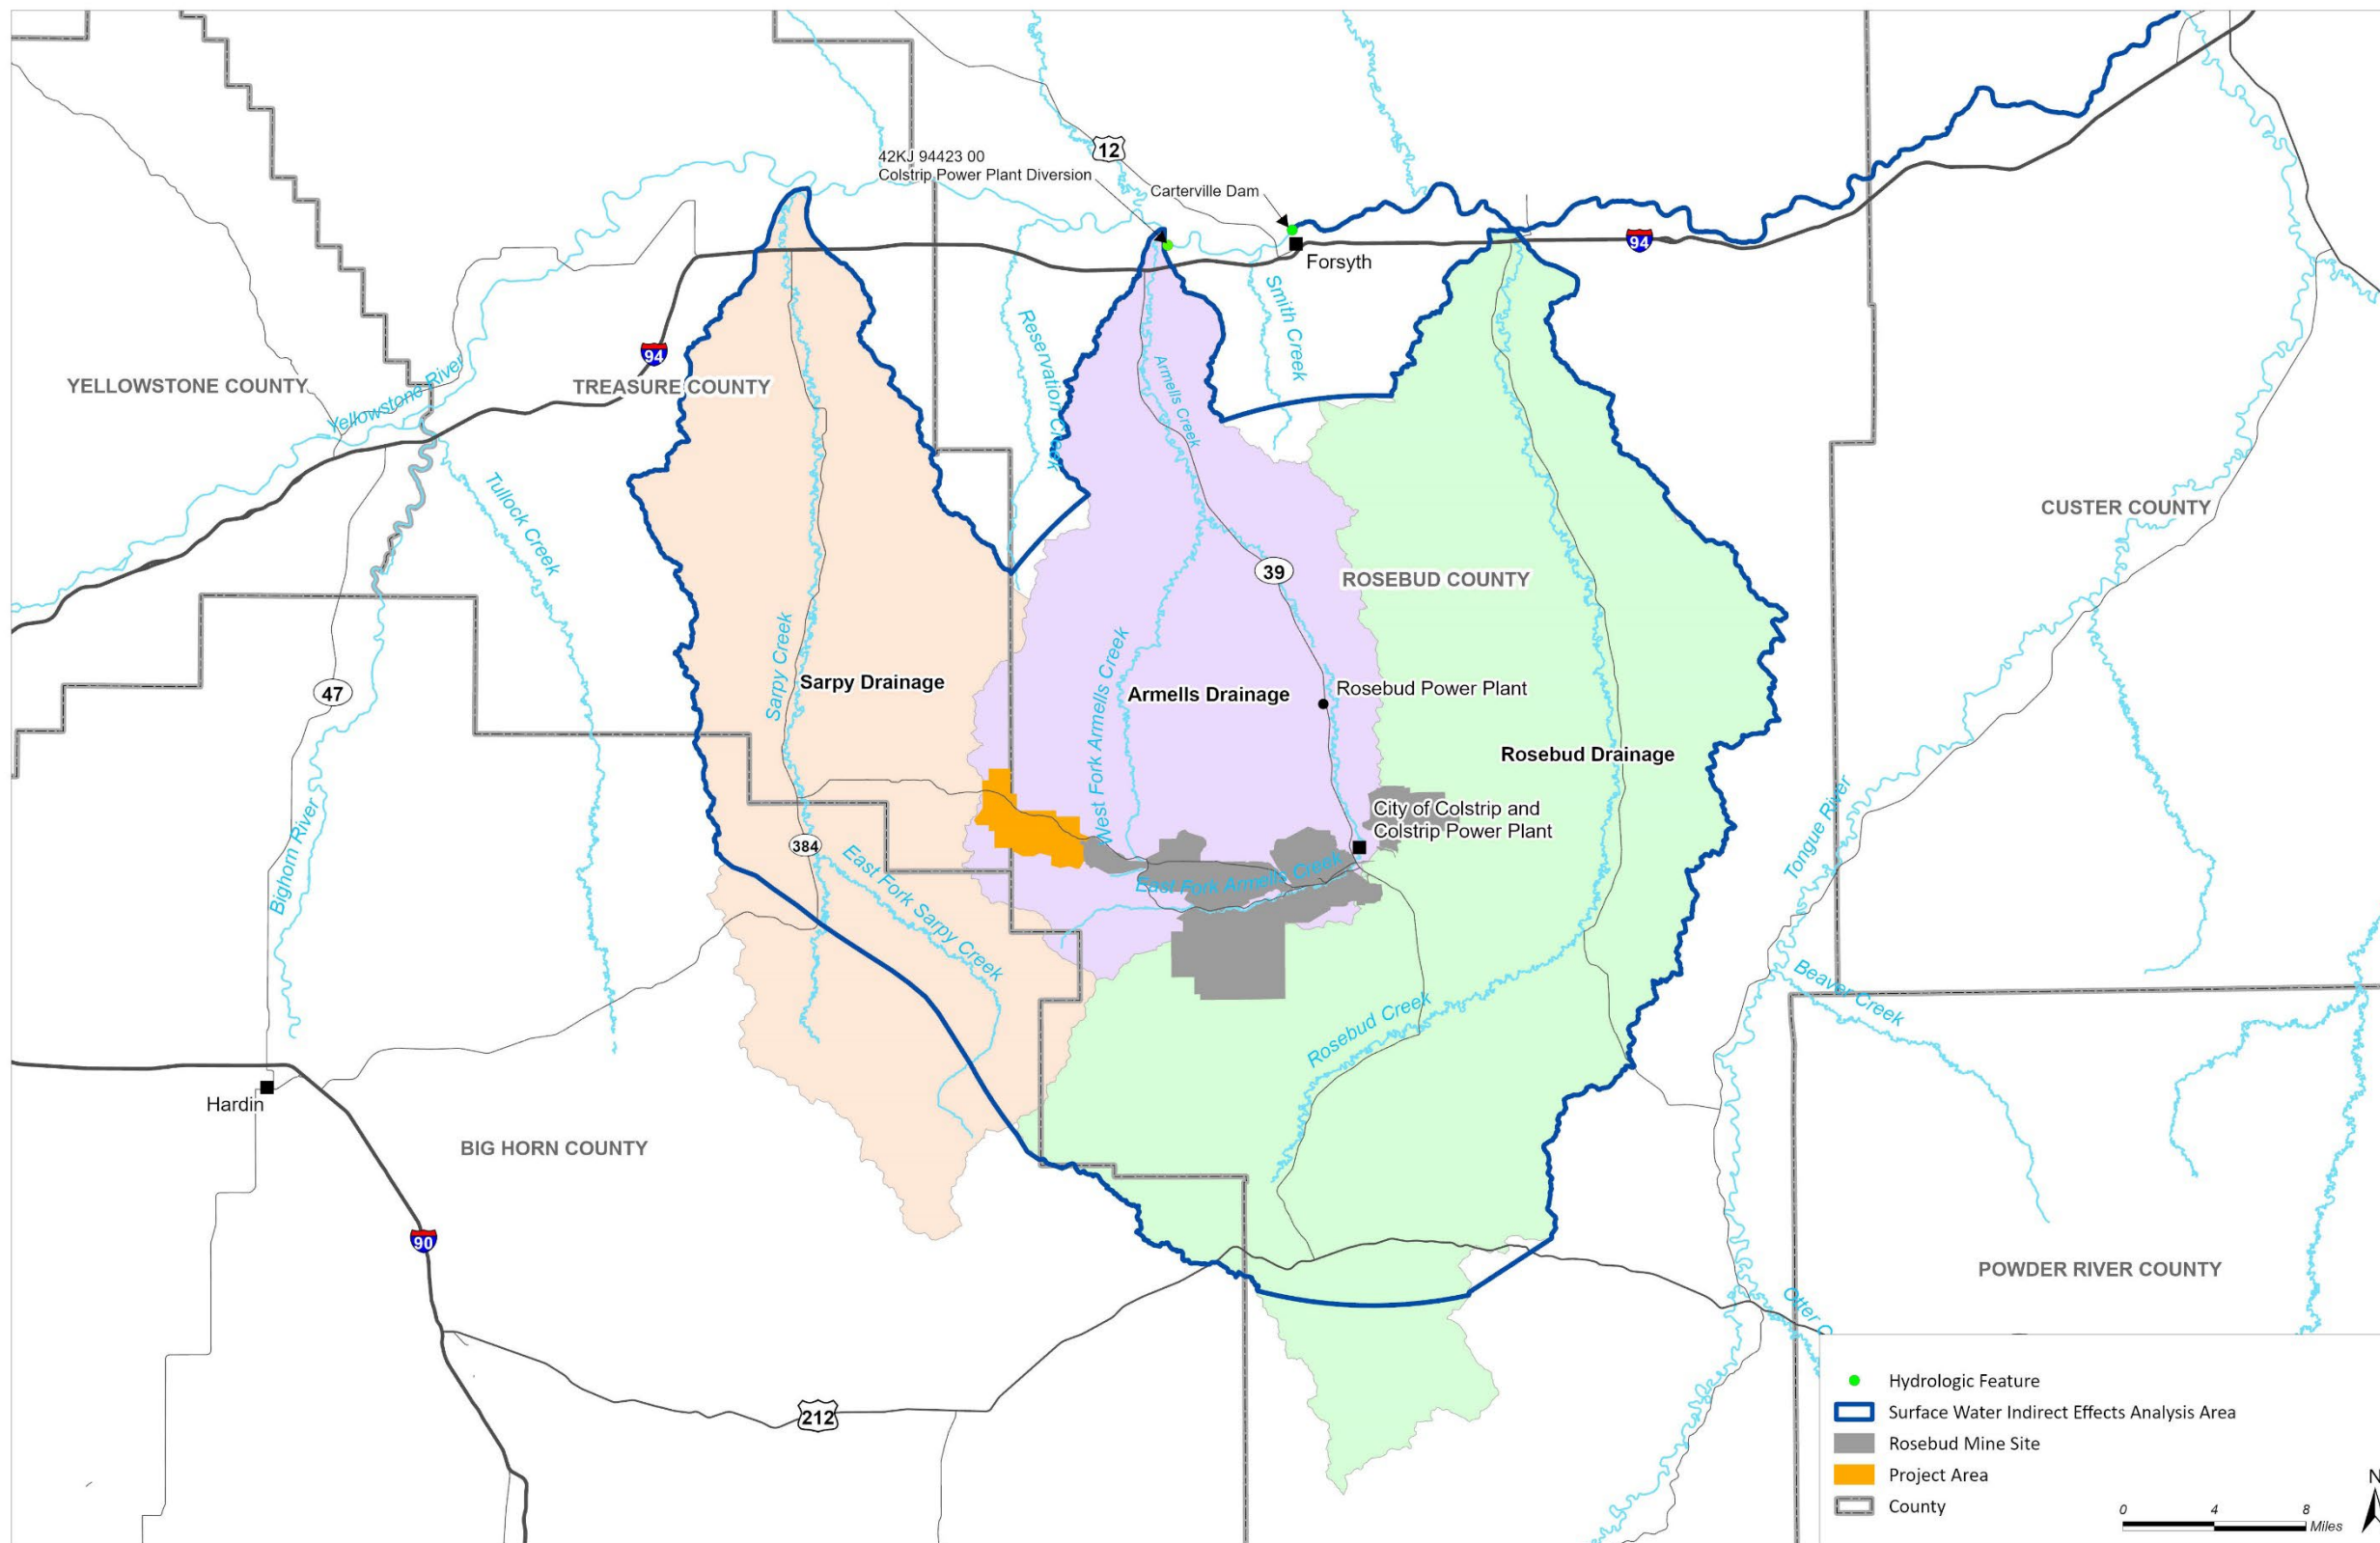 12
42KJ 94423 00
Colstrip Power Plant Diversion
Carterville Dam
94
Forsyth
Smith Creek
Reservation Creek
94
YELLOWSTONE COUNTY
TREASURE COUNTY
Yellowstone River
Armells Creek
Tullock Creek
CUSTER COUNTY
39
ROSEBUD COUNTY
Sarpy Creek
Sarpy Drainage
47
West Fork Armells Creek
Armells Drainage
Rosebud Power Plant
Rosebud Drainage
City of Colstrip and
Colstrip Power Plant
Tongue River
Bighorn River
384
East Fork Sarpy Creek
East Fork Armells Creek
Beaver Creek
Rosebud Creek
Hardin
BIG HORN COUNTY
90
POWDER RIVER COUNTY
Otter C
212
Hydrologic Feature
Surface Water Indirect Effects Analysis Area
Rosebud Mine Site
Project Area
County
0 4 8
Miles
N